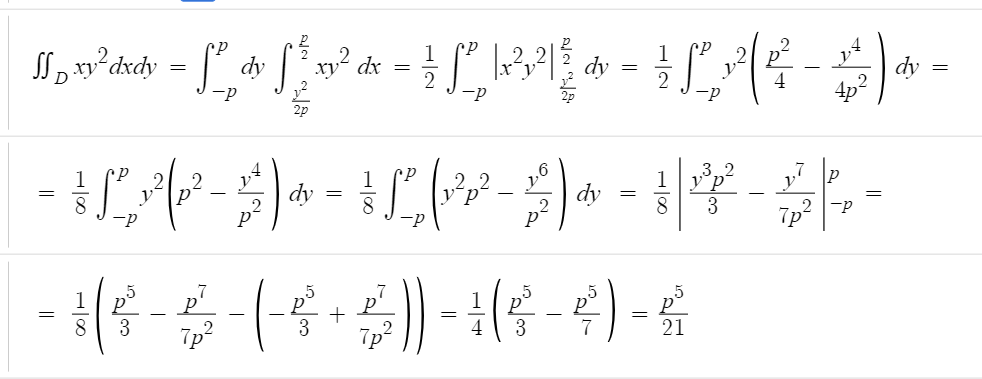 ∬_D xy²dxdy = ∫_{-p}^{p} dy ∫_{y²/2p}^{p/2} xy² dx = 1/2 ∫_{-p}^{p} |x²y²|_{y²/2p}^{p/2} dy = 1/2 ∫_{-p}^{p} y²(p²/4 − y⁴/4p²) dy =
= 1/8 ∫_{-p}^{p} y²(p² − y⁴/p²) dy = 1/8 ∫_{-p}^{p} (y²p² − y⁶/p²) dy = 1/8 |y³p²/3 − y⁷/7p²|_{-p}^{p} =
= 1/8 (p⁵/3 − p⁷/7p² − (−p⁵/3 + p⁷/7p²)) = 1/4 (p⁵/3 − p⁵/7) = p⁵/21